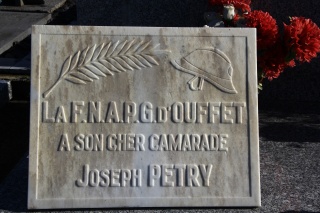 LA F.N.A.P.G. D'OUFFET
A SON CHER CAMARADE
JOSEPH PETRY